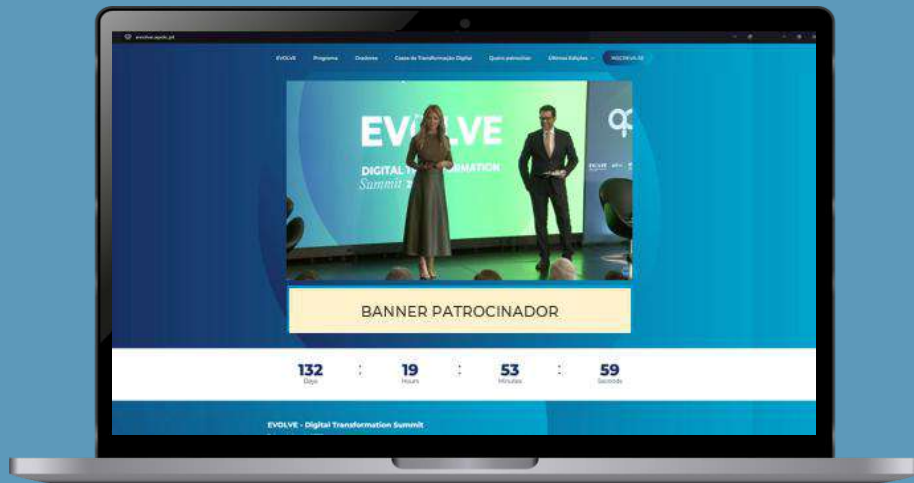 evolve.apdc.pt
EVOLVE Programa Oradores Casos de Transformação Digital Quero patrocinar Últimas Edições INSCREVA-SE
EVOLVE
DIGITAL
Summit
BANNER PATROCINADOR
132 : 19 : 53 : 59
Days Hours Minutes Seconds
EVOLVE - Digital Transformation Summit